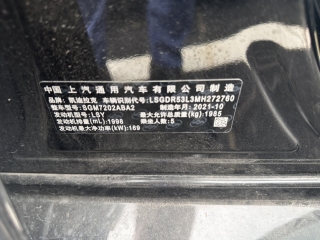 中国上汽通用汽车有限公司制造
品牌：凯迪拉克 车辆识别代号：LSGDR53L3MH272760
整车型号：SGM7202ABA2 制造年月：2021-10
发动机型号：LSY 最大允许总质量(kg)：1985
发动机排量(mL)：1998 乘坐人数：5
发动机最大净功率(kW)：169